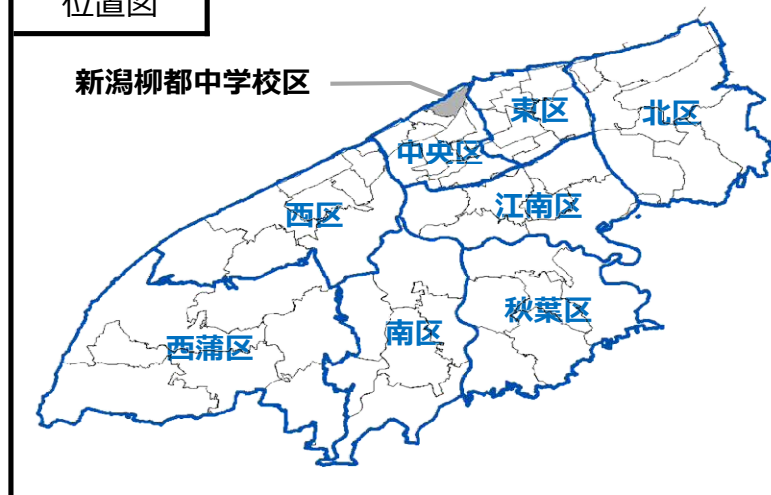 位置図
新潟柳都中学校区
東区
北区
中央区
西区
江南区
秋葉区
南区
西蒲区